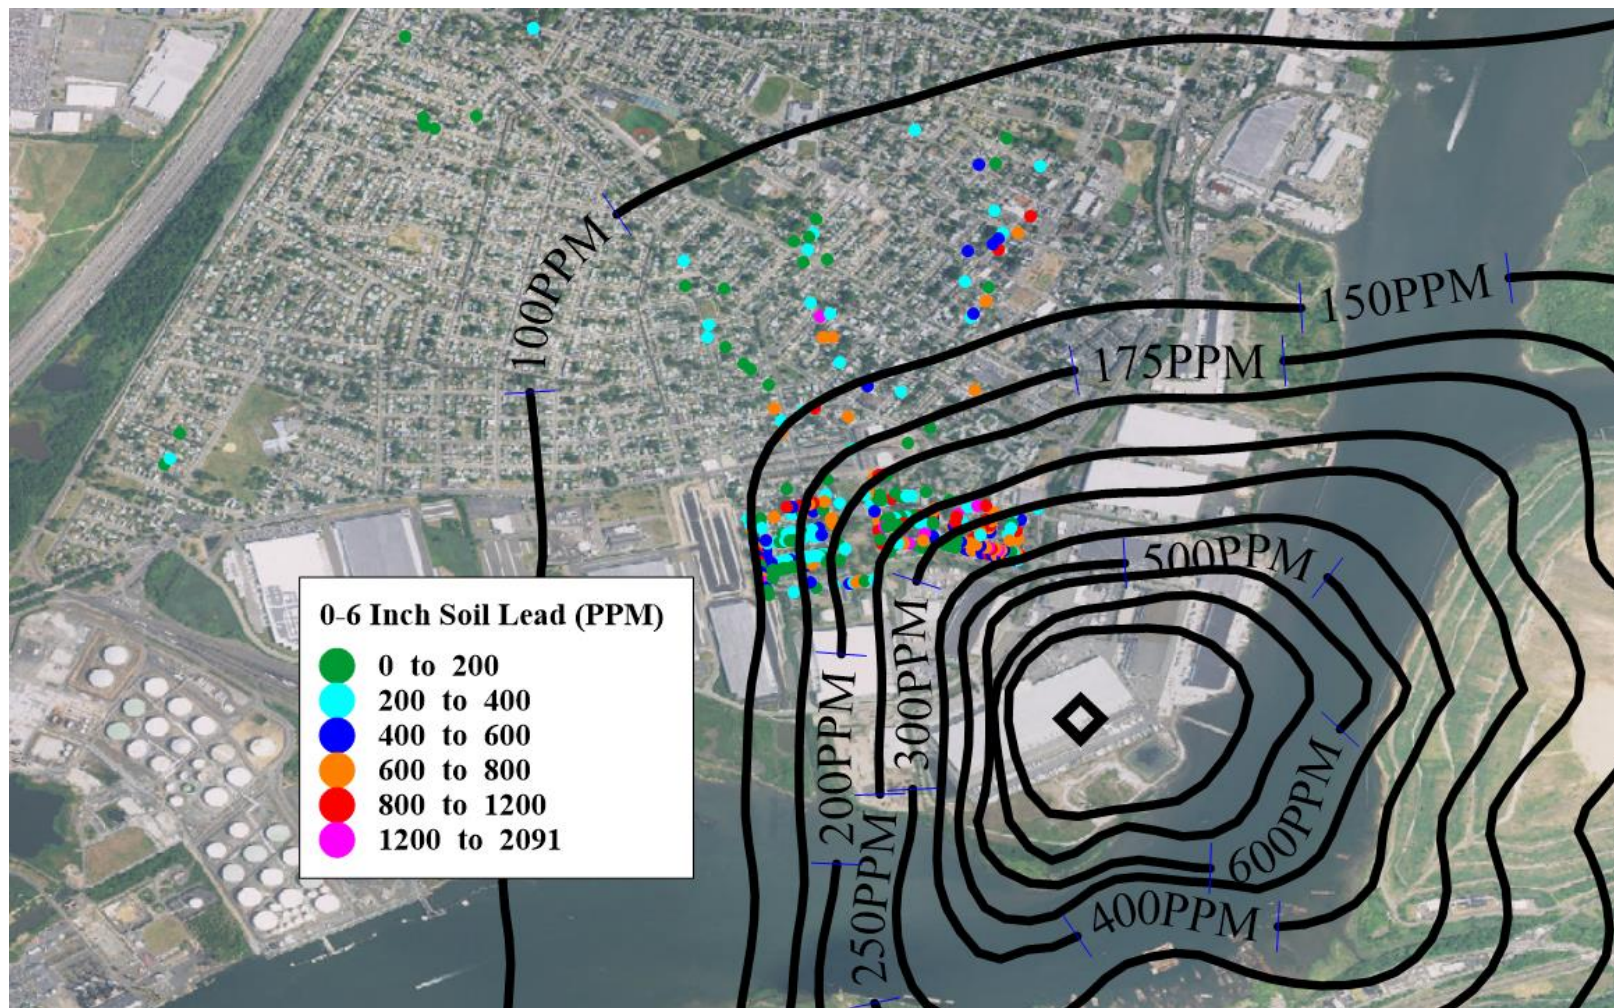 100PPM
150PPM
175PPM
500PPM
0-6 Inch Soil Lead (PPM)
0 to 200
200 to 400
400 to 600
600 to 800
800 to 1200
1200 to 2091
300PPM
200PPM
600PPM
400PPM
250PPM